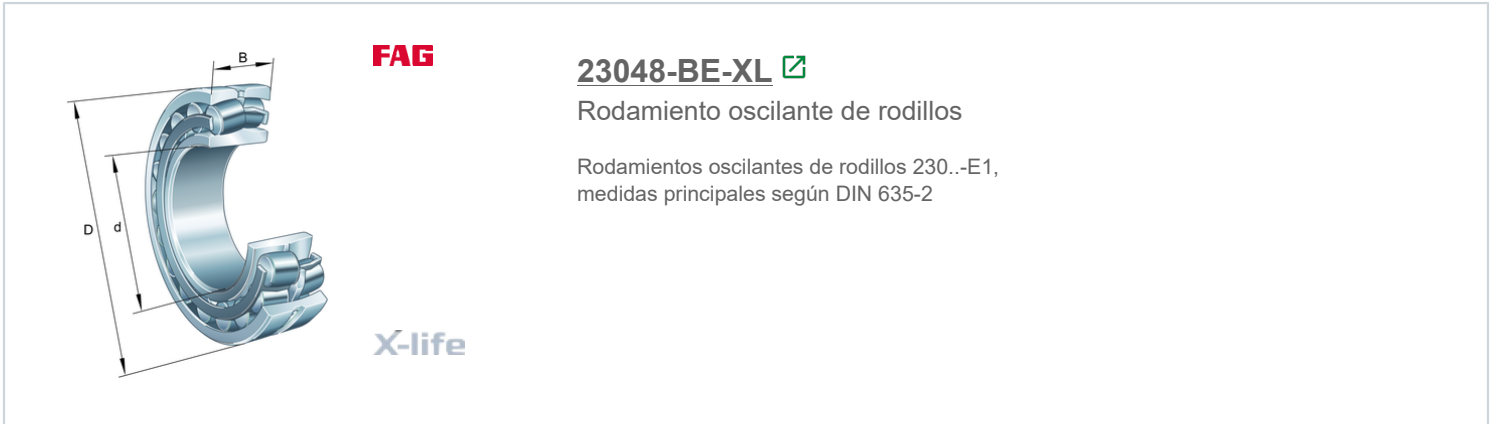 B
D
d
FAG
X-life
23048-BE-XL
Rodamiento oscilante de rodillos
Rodamientos oscilantes de rodillos 230..-E1,
medidas principales según DIN 635-2